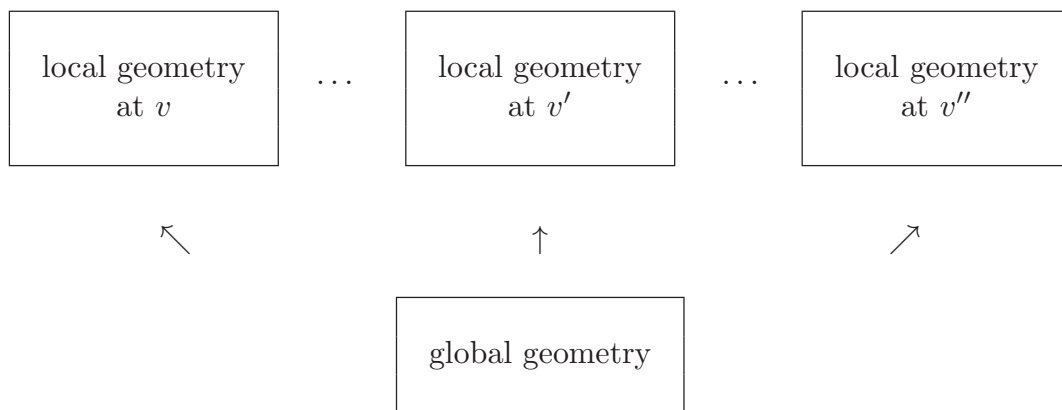 local geometry
at v
. . .
local geometry
at v′
. . .
local geometry
at v′′
↖ ↑ ↗
global geometry